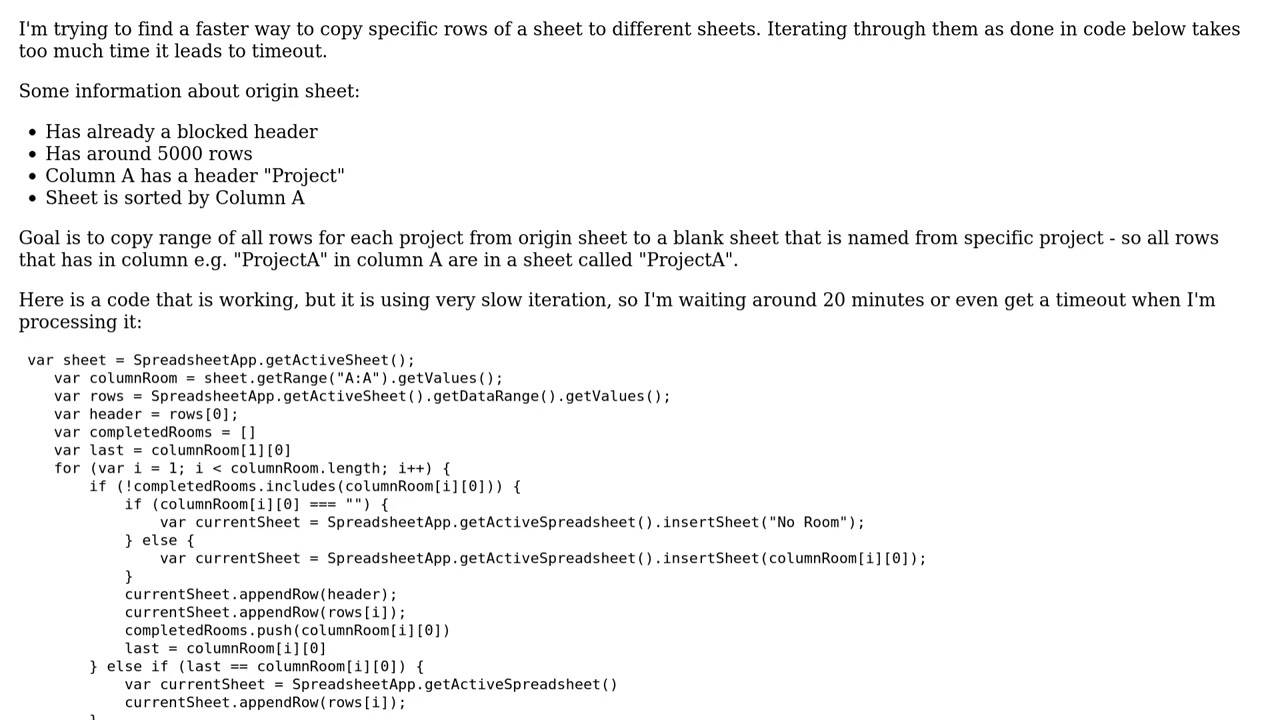 I'm trying to find a faster way to copy specific rows of a sheet to different sheets. Iterating through them as done in code below takes
too much time it leads to timeout.
Some information about origin sheet:
• Has already a blocked header
• Has around 5000 rows
• Column A has a header "Project"
• Sheet is sorted by Column A
Goal is to copy range of all rows for each project from origin sheet to a blank sheet that is named from specific project - so all rows
that has in column e.g. "ProjectA" in column A are in a sheet called "ProjectA".
Here is a code that is working, but it is using very slow iteration, so I'm waiting around 20 minutes or even get a timeout when I'm
processing it:
var sheet = SpreadsheetApp.getActiveSheet();
   var columnRoom = sheet.getRange("A:A").getValues();
   var rows = SpreadsheetApp.getActiveSheet().getDataRange().getValues();
   var header = rows[0];
   var completedRooms = []
   var last = columnRoom[1][0]
   for (var i = 1; i < columnRoom.length; i++) {
       if (!completedRooms.includes(columnRoom[i][0])) {
           if (columnRoom[i][0] === "") {
               var currentSheet = SpreadsheetApp.getActiveSpreadsheet().insertSheet("No Room");
           } else {
               var currentSheet = SpreadsheetApp.getActiveSpreadsheet().insertSheet(columnRoom[i][0]);
           }
           currentSheet.appendRow(header);
           currentSheet.appendRow(rows[i]);
           completedRooms.push(columnRoom[i][0])
           last = columnRoom[i][0]
       } else if (last == columnRoom[i][0]) {
           var currentSheet = SpreadsheetApp.getActiveSpreadsheet()
           currentSheet.appendRow(rows[i]);
       }